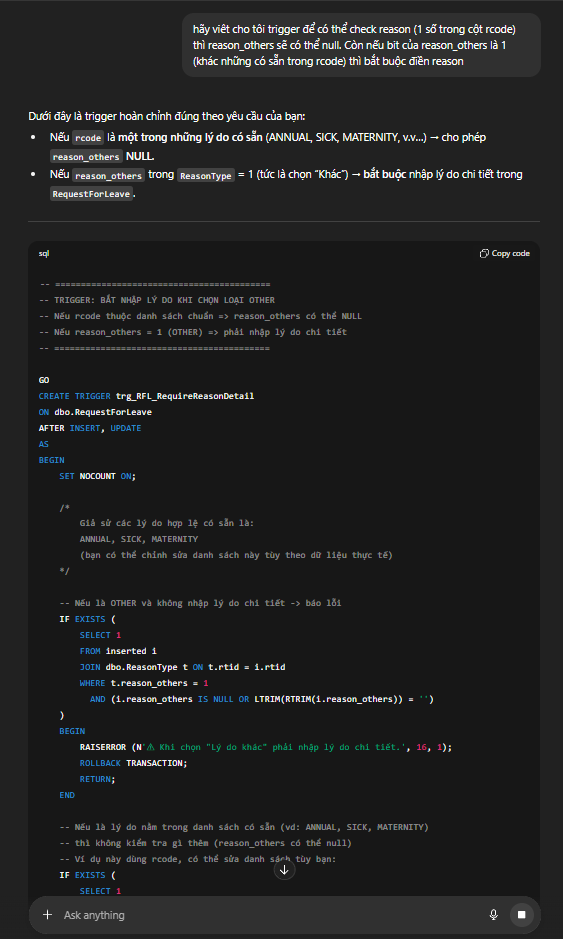 hãy viêt cho tôi trigger để có thể check reason (1 số trong cột rcode)
thì reason_others sẽ có thể null. Còn nếu bit của reason_others là 1
(khác những có sẵn trong rcode) thì bắt buộc điền reason
Dưới đây là trigger hoàn chỉnh đúng theo yêu cầu của bạn:
• Nếu rcode là một trong những lý do có sẵn (ANNUAL, SICK, MATERNITY, v.v…) → cho phép
reason_others NULL.
• Nếu reason_others trong ReasonType = 1 (tức là chọn “Khác”) → bắt buộc nhập lý do chi tiết trong
RequestForLeave.
sql
Copy code
-- ==========================================
-- TRIGGER: BẮT NHẬP LÝ DO KHI CHỌN LOẠI OTHER
-- Nếu rcode thuộc danh sách chuẩn => reason_others có thể NULL
-- Nếu reason_others = 1 (OTHER) => phải nhập lý do chi tiết
-- ==========================================
GO
CREATE TRIGGER trg_RFL_RequireReasonDetail
ON dbo.RequestForLeave
AFTER INSERT, UPDATE
AS
BEGIN
SET NOCOUNT ON;
/*
Giả sử các lý do hợp lệ có sẵn là:
ANNUAL, SICK, MATERNITY
(bạn có thể chỉnh sửa danh sách này tùy theo dữ liệu thực tế)
*/
-- Nếu là OTHER và không nhập lý do chi tiết -> báo lỗi
IF EXISTS (
SELECT 1
FROM inserted i
JOIN dbo.ReasonType t ON t.rtid = i.rtid
WHERE t.reason_others = 1
AND (i.reason_others IS NULL OR LTRIM(RTRIM(i.reason_others)) = '')
)
BEGIN
RAISERROR (N'⚠ Khi chọn "Lý do khác" phải nhập lý do chi tiết.', 16, 1);
ROLLBACK TRANSACTION;
RETURN;
END
-- Nếu là lý do nằm trong danh sách có sẵn (vd: ANNUAL, SICK, MATERNITY)
-- thì không kiểm tra gì thêm (reason_others có thể null)
-- Ví dụ này dùng rcode, có thể sửa danh sách tùy bạn:
IF EXISTS (
SELECT 1
Ask anything